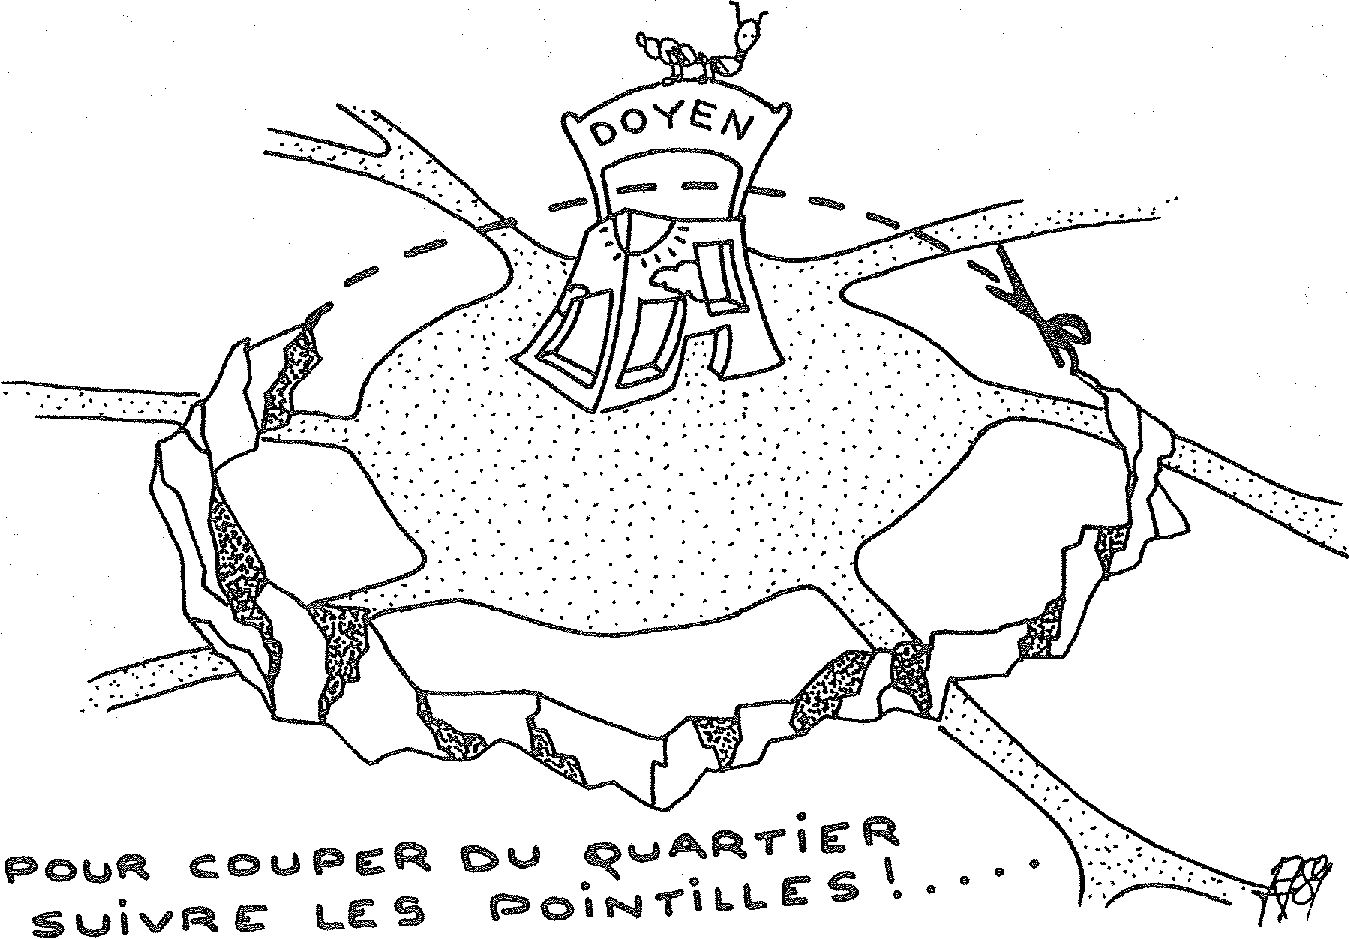 DOYEN
POUR COUPER DU QUARTIER
SUiVRE LES POiNTiLLES!....